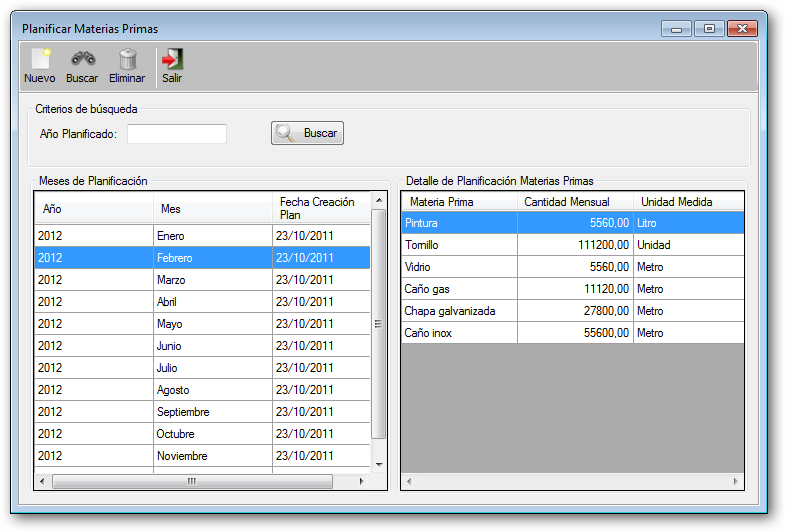 Planificar Materias Primas
Nuevo Buscar Eliminar Salir
Criterios de búsqueda
Año Planificado: Buscar
Meses de Planificación
Año Mes Fecha Creación Plan
2012 Enero 23/10/2011
2012 Febrero 23/10/2011
2012 Marzo 23/10/2011
2012 Abril 23/10/2011
2012 Mayo 23/10/2011
2012 Junio 23/10/2011
2012 Julio 23/10/2011
2012 Agosto 23/10/2011
2012 Septiembre 23/10/2011
2012 Octubre 23/10/2011
2012 Noviembre 23/10/2011
Detalle de Planificación Materias Primas
Materia Prima Cantidad Mensual Unidad Medida
Pintura 5560,00 Litro
Tornillo 111200,00 Unidad
Vidrio 5560,00 Metro
Caño gas 11120,00 Metro
Chapa galvanizada 27800,00 Metro
Caño inox 55600,00 Metro